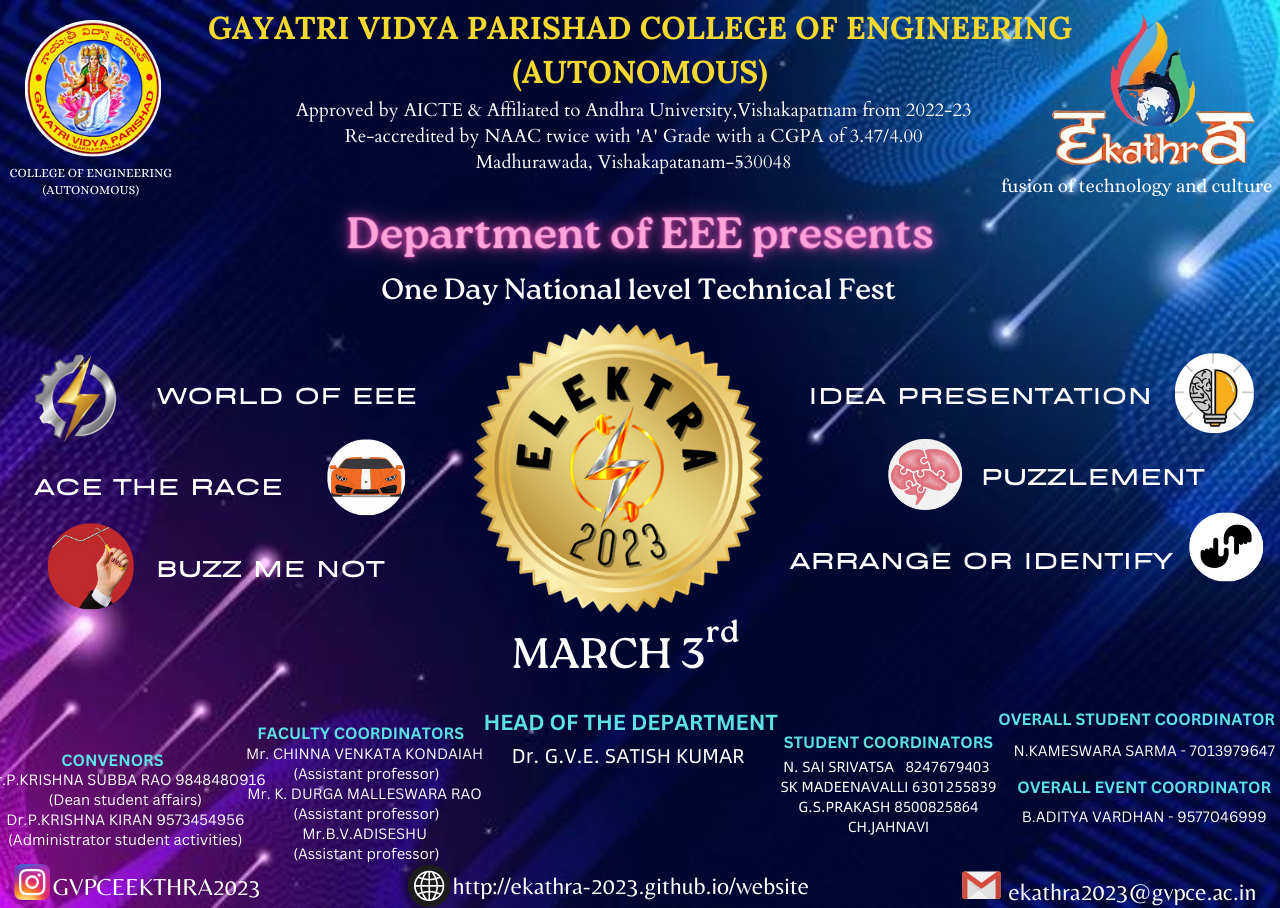 GAYATRI VIDYA PARISHAD COLLEGE OF ENGINEERING
(AUTONOMOUS)
Approved by AICTE & Affiliated to Andhra University,Vishakapatnam from 2022-23
Re-accredited by NAAC twice with 'A' Grade with a CGPA of 3.47/4.00
Madhurawada, Vishakapatanam-530048
గాయత్రి విద్యా పరిషత్
GAYATRI VIDYA PARISHAD
COLLEGE OF ENGINEERING
(AUTONOMOUS)
Ekathra
fusion of technology and culture
Department of EEE presents
One Day National level Technical Fest
WORLD OF EEE
ACE THE RACE
BUZZ ME NOT
ELEKTRA
2023
IDEA PRESENTATION
PUZZLEMENT
ARRANGE OR IDENTIFY
MARCH 3rd
CONVENORS
r.P.KRISHNA SUBBA RAO 9848480916
(Dean student affairs)
Dr.P.KRISHNA KIRAN 9573454956
(Administrator student activities)
FACULTY COORDINATORS
Mr. CHINNA VENKATA KONDAIAH
(Assistant professor)
Mr. K. DURGA MALLESWARA RAO
(Assistant professor)
Mr.B.V.ADISESHU
(Assistant professor)
HEAD OF THE DEPARTMENT
Dr. G.V.E. SATISH KUMAR
STUDENT COORDINATORS
N. SAI SRIVATSA 8247679403
SK MADEENAVALLI 6301255839
G.S.PRAKASH 8500825864
CH.JAHNAVI
OVERALL STUDENT COORDINATOR
N.KAMESWARA SARMA - 7013979647
OVERALL EVENT COORDINATOR
B.ADITYA VARDHAN - 9577046999
GVPCEEKTHRA2023
http://ekathra-2023.github.io/website
ekathra2023@gvpce.ac.in